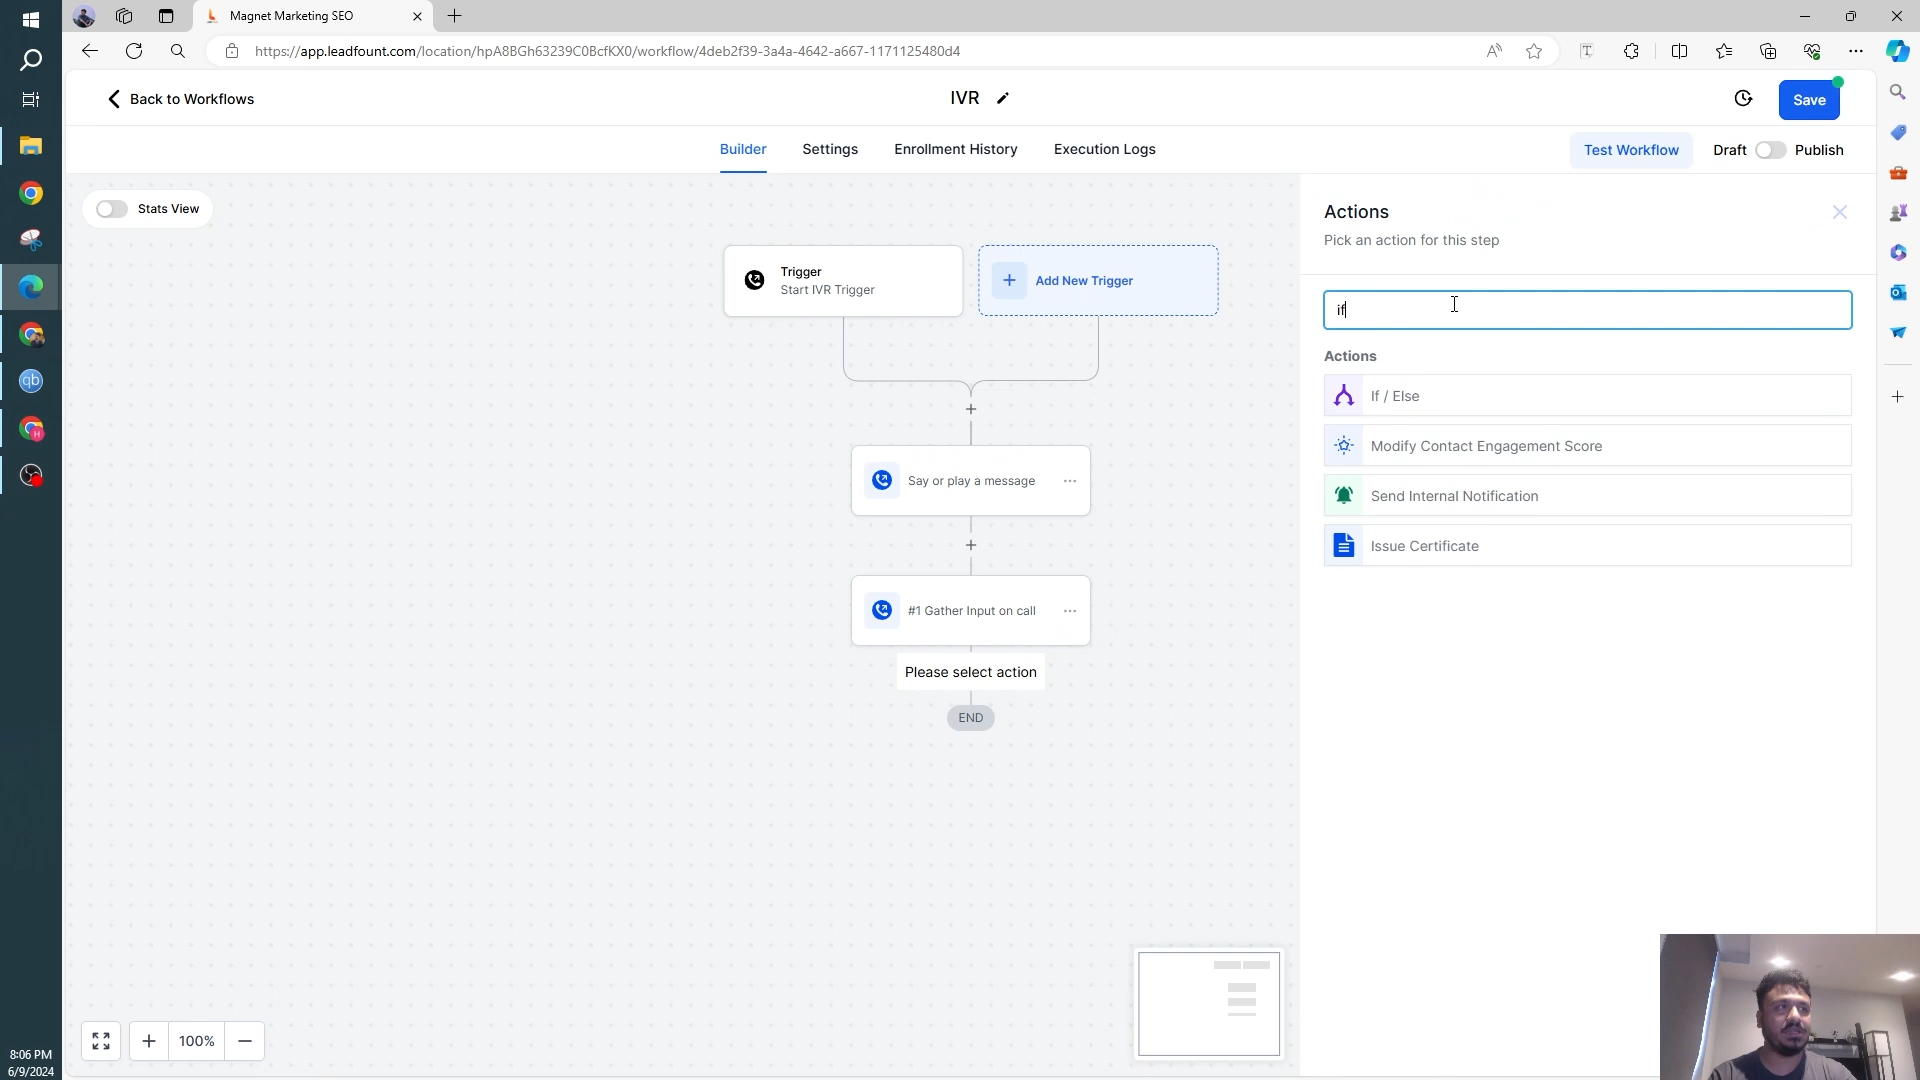 Magnet Marketing SEO
https://app.leadfount.com/location/hpA8BGh63239C0BcfKX0/workflow/4deb2f39-3a4a-4642-a667-1171125480d4
Back to Workflows
IVR
Save
Builder
Settings
Enrollment History
Execution Logs
Test Workflow
Draft
Publish
Stats View
Trigger
Start IVR Trigger
Add New Trigger
Say or play a message
#1 Gather Input on call
Please select action
END
Actions
Pick an action for this step
if
Actions
If / Else
Modify Contact Engagement Score
Send Internal Notification
Issue Certificate
100%
qb
H
8:06 PM
6/9/2024